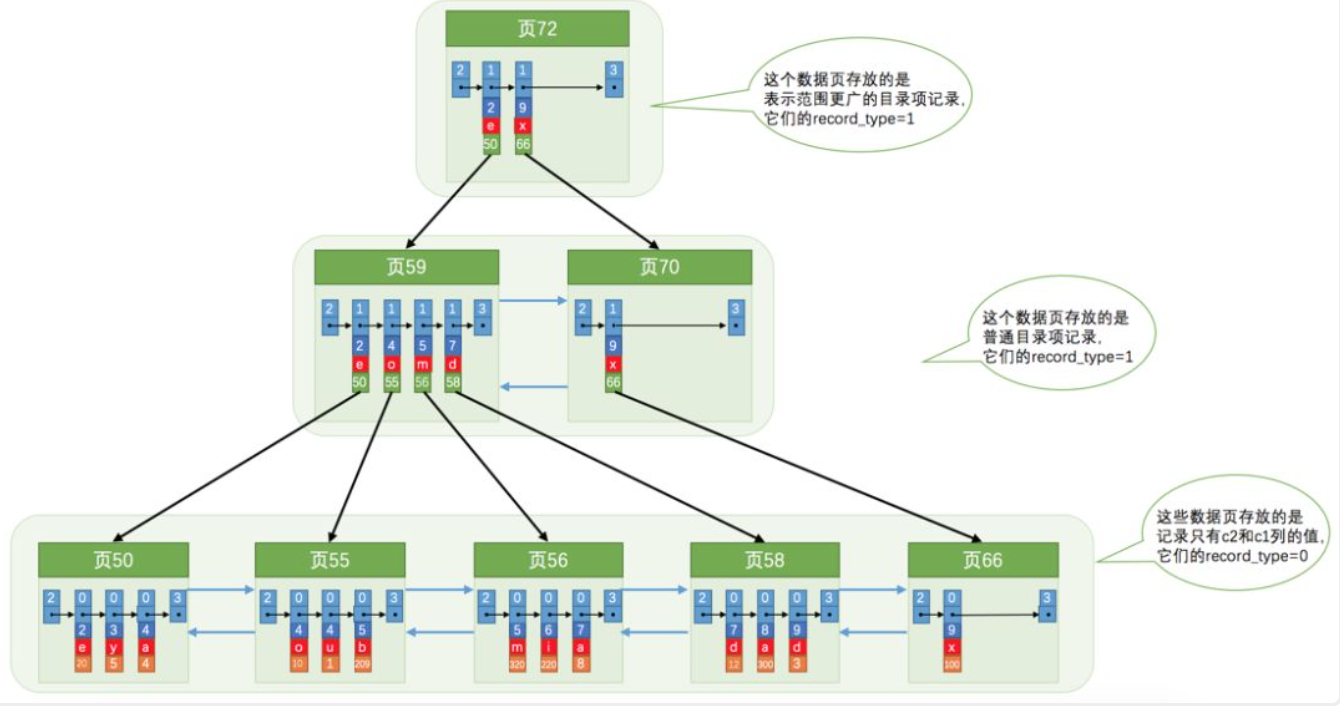 页72
2 1 1 3
2 9
e x
50 66
这个数据页存放的是
表示范围更广的目录项记录,
它们的record_type=1
页59
2 1 1 1 1 3
2 4 5 7
e o m d
50 55 56 58
页70
2 1 3
9
x
66
这个数据页存放的是
普通目录项记录,
它们的record_type=1
这些数据页存放的是
记录只有c2和c1列的值,
它们的record_type=0
页50
2 0 0 0 3
2 3 4
e y a
20 5 4
页55
2 0 0 0 3
4 4 5
o u b
10 1 209
页56
2 0 0 0 3
5 6 7
m i a
320 220 8
页58
2 0 0 0 3
7 8 9
d a d
12 300 3
页66
2 0 3
9
x
100